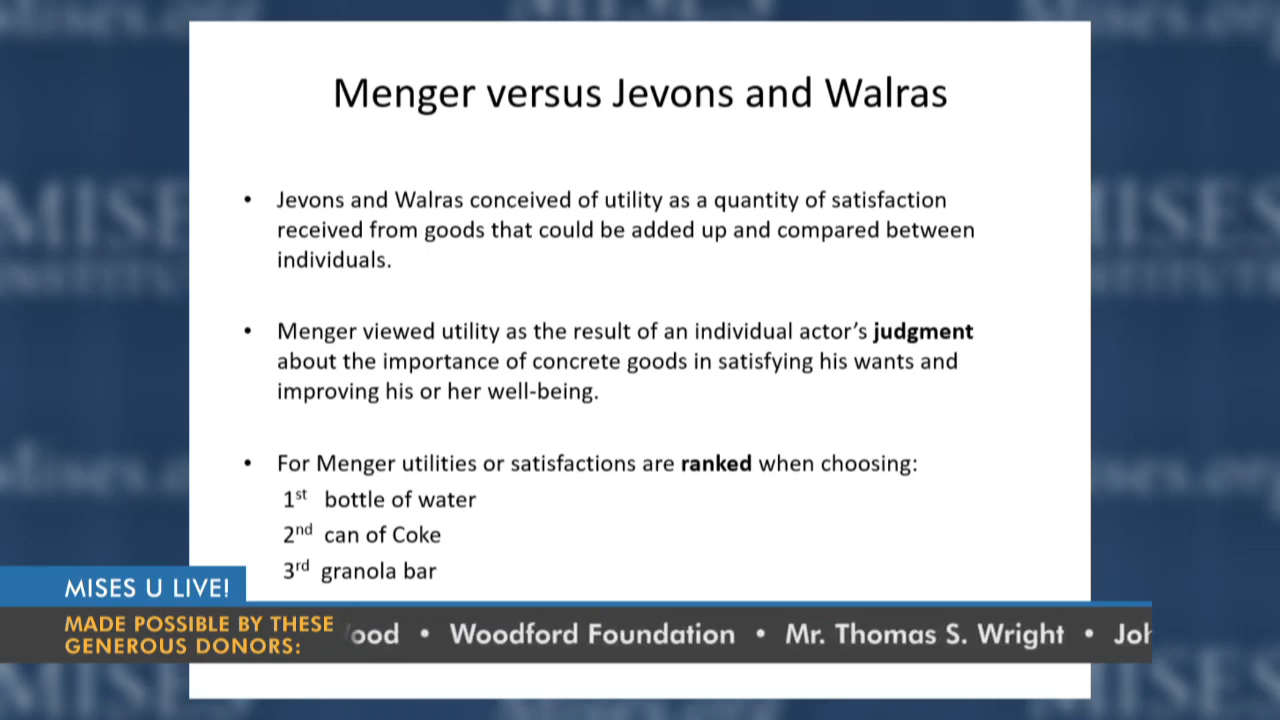 Menger versus Jevons and Walras
• Jevons and Walras conceived of utility as a quantity of satisfaction
received from goods that could be added up and compared between
individuals.
• Menger viewed utility as the result of an individual actor’s judgment
about the importance of concrete goods in satisfying his wants and
improving his or her well-being.
• For Menger utilities or satisfactions are ranked when choosing:
1st bottle of water
2nd can of Coke
3rd granola bar
MISES U LIVE!
MADE POSSIBLE BY THESE
GENEROUS DONORS:
ood • Woodford Foundation • Mr. Thomas S. Wright •